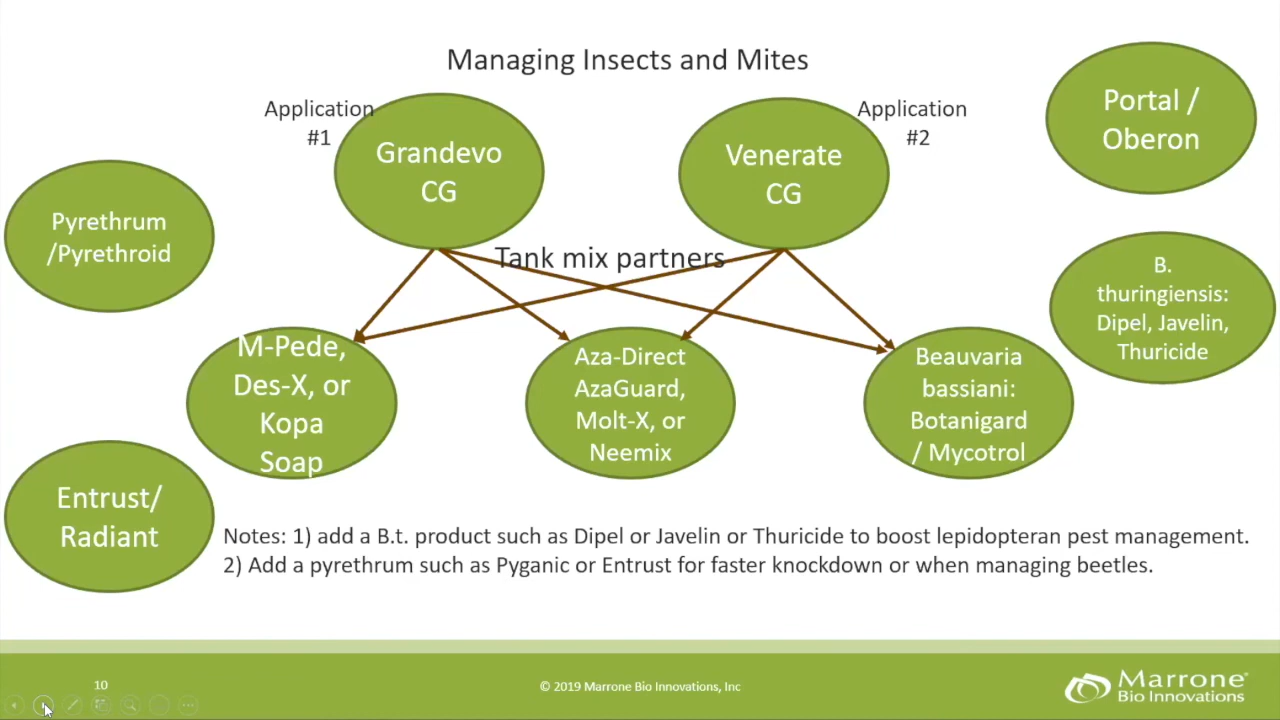 Managing Insects and Mites
Application
#1
Grandevo
CG
Venerate
CG
Application
#2
Portal /
Oberon
Pyrethrum
/Pyrethroid
Tank mix partners
B.
thuringiensis:
Dipel, Javelin,
Thuricide
M-Pede,
Des-X, or
Kopa
Soap
Aza-Direct
AzaGuard,
Molt-X, or
Neemix
Beauvaria
bassiani:
Botanigard
/ Mycotrol
Entrust/
Radiant
Notes: 1) add a B.t. product such as Dipel or Javelin or Thuricide to boost lepidopteran pest management.
2) Add a pyrethrum such as Pyganic or Entrust for faster knockdown or when managing beetles.
10
© 2019 Marrone Bio Innovations, Inc
Marrone®
Bio Innovations